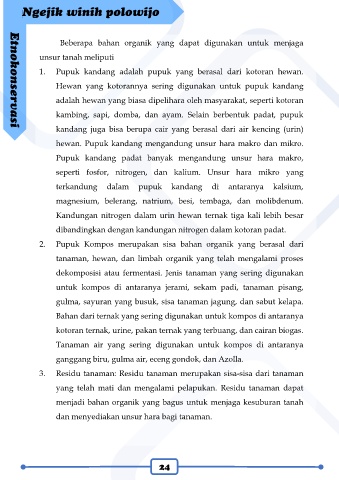 Ngejik winih polowijo
Etnokonservasi
Beberapa bahan organik yang dapat digunakan untuk menjaga
unsur tanah meliputi
1. Pupuk kandang adalah pupuk yang berasal dari kotoran hewan.
Hewan yang kotorannya sering digunakan untuk pupuk kandang
adalah hewan yang biasa dipelihara oleh masyarakat, seperti kotoran
kambing, sapi, domba, dan ayam. Selain berbentuk padat, pupuk
kandang juga bisa berupa cair yang berasal dari air kencing (urin)
hewan. Pupuk kandang mengandung unsur hara makro dan mikro.
Pupuk kandang padat banyak mengandung unsur hara makro,
seperti fosfor, nitrogen, dan kalium. Unsur hara mikro yang
terkandung dalam pupuk kandang di antaranya kalsium,
magnesium, belerang, natrium, besi, tembaga, dan molibdenum.
Kandungan nitrogen dalam urin hewan ternak tiga kali lebih besar
dibandingkan dengan kandungan nitrogen dalam kotoran padat.
2. Pupuk Kompos merupakan sisa bahan organik yang berasal dari
tanaman, hewan, dan limbah organik yang telah mengalami proses
dekomposisi atau fermentasi. Jenis tanaman yang sering digunakan
untuk kompos di antaranya jerami, sekam padi, tanaman pisang,
gulma, sayuran yang busuk, sisa tanaman jagung, dan sabut kelapa.
Bahan dari ternak yang sering digunakan untuk kompos di antaranya
kotoran ternak, urine, pakan ternak yang terbuang, dan cairan biogas.
Tanaman air yang sering digunakan untuk kompos di antaranya
ganggang biru, gulma air, eceng gondok, dan Azolla.
3. Residu tanaman: Residu tanaman merupakan sisa-sisa dari tanaman
yang telah mati dan mengalami pelapukan. Residu tanaman dapat
menjadi bahan organik yang bagus untuk menjaga kesuburan tanah
dan menyediakan unsur hara bagi tanaman.
24